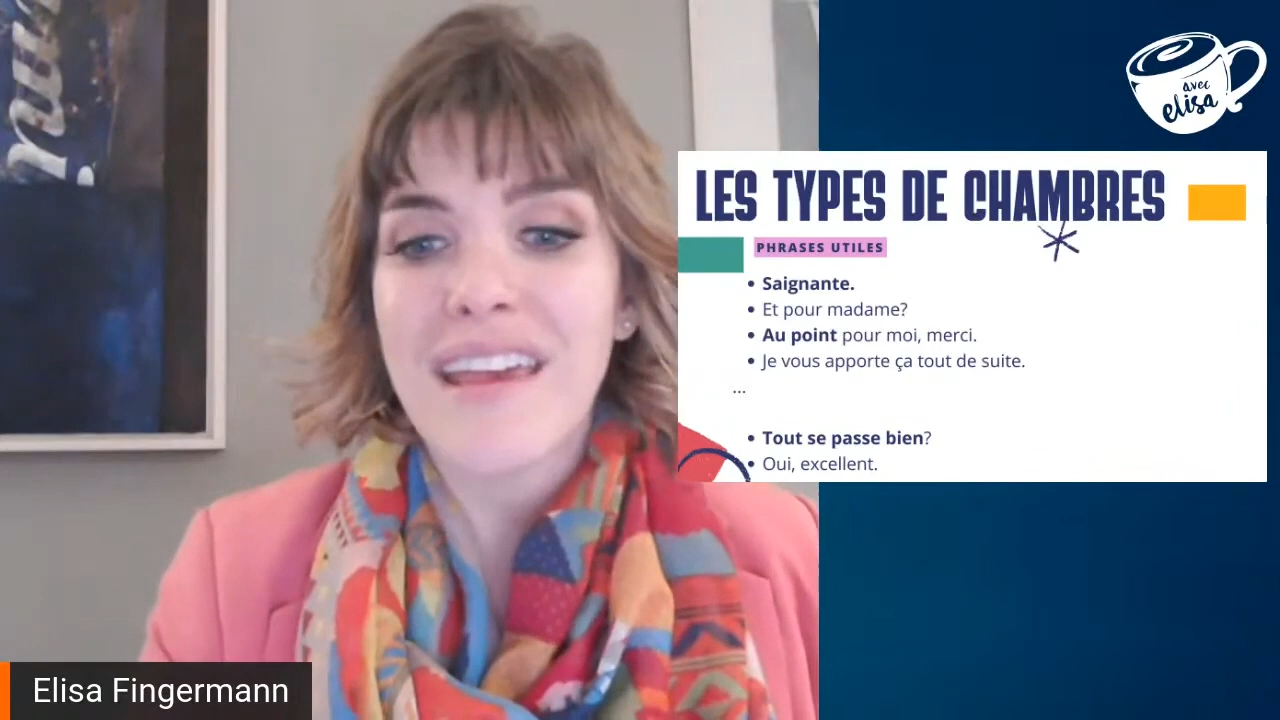 avec
elisa
LES TYPES DE CHAMBRES
PHRASES UTILES
• Saignante.
• Et pour madame?
• Au point pour moi, merci.
• Je vous apporte ça tout de suite.
...
• Tout se passe bien?
• Oui, excellent.
Elisa Fingermann